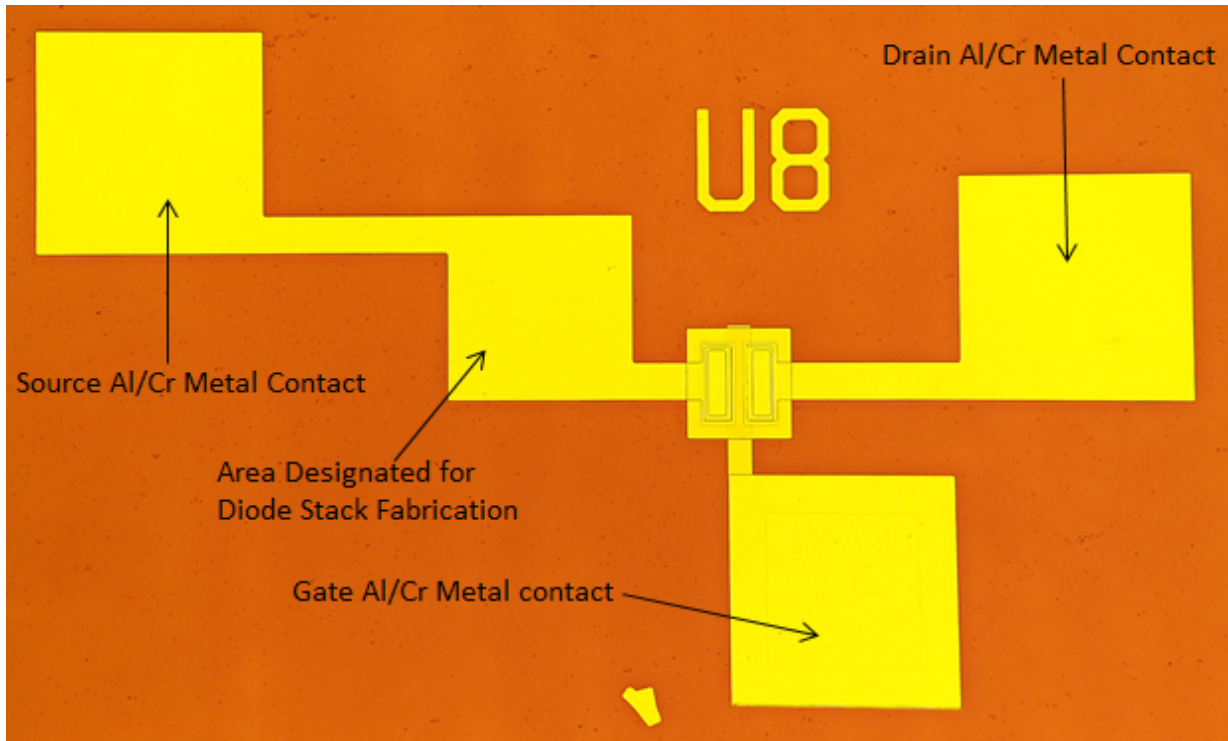 Drain Al/Cr Metal Contact
U8
Source Al/Cr Metal Contact
Area Designated for
Diode Stack Fabrication
Gate Al/Cr Metal contact